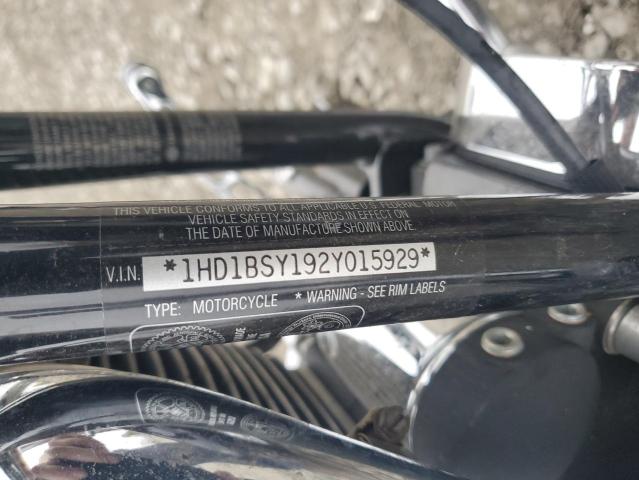 THIS VEHICLE CONFORMS TO ALL APPLICABLE U.S. FEDERAL MOTOR
VEHICLE SAFETY STANDARDS IN EFFECT ON
THE DATE OF MANUFACTURE SHOWN ABOVE.
V.I.N. *1HD1BSY192Y015929*
TYPE: MOTORCYCLE * WARNING - SEE RIM LABELS